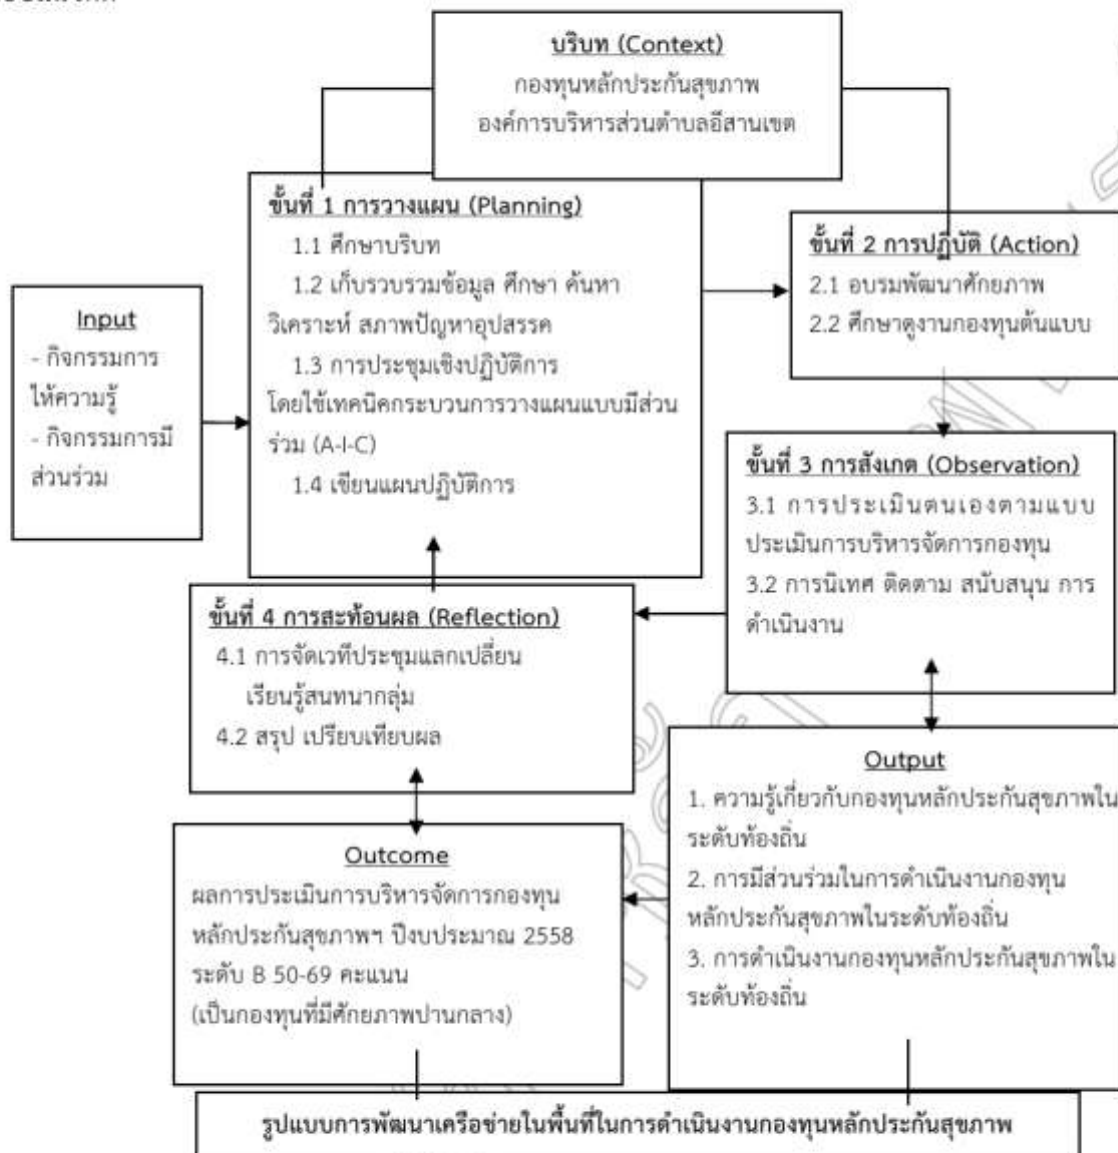 บริบท (Context)
กองทุนหลักประกันสุขภาพ
องค์การบริหารส่วนตำบลอีสานเขต
ขั้นที่ 1 การวางแผน (Planning)
1.1 ศึกษาบริบท
1.2 เก็บรวบรวมข้อมูล ศึกษา ค้นหา
วิเคราะห์ สภาพปัญหาอุปสรรค
1.3 การประชุมเชิงปฏิบัติการ
โดยใช้เทคนิคกระบวนการวางแผนแบบมีส่วน
ร่วม (A-I-C)
1.4 เขียนแผนปฏิบัติการ
ขั้นที่ 2 การปฏิบัติ (Action)
2.1 อบรมพัฒนาศักยภาพ
2.2 ศึกษาดูงานกองทุนต้นแบบ
Input
- กิจกรรมการ
ให้ความรู้
- กิจกรรมการมี
ส่วนร่วม
ขั้นที่ 3 การสังเกต (Observation)
3.1 การประเมินตนเองตามแบบ
ประเมินการบริหารจัดการกองทุน
3.2 การนิเทศ ติดตาม สนับสนุน การ
ดำเนินงาน
ขั้นที่ 4 การสะท้อนผล (Reflection)
4.1 การจัดเวทีประชุมแลกเปลี่ยน
เรียนรู้สนทนากลุ่ม
4.2 สรุป เปรียบเทียบผล
Output
1. ความรู้เกี่ยวกับกองทุนหลักประกันสุขภาพใน
ระดับท้องถิ่น
2. การมีส่วนร่วมในการดำเนินงานกองทุน
หลักประกันสุขภาพในระดับท้องถิ่น
3. การดำเนินงานกองทุนหลักประกันสุขภาพใน
ระดับท้องถิ่น
Outcome
ผลการประเมินการบริหารจัดการกองทุน
หลักประกันสุขภาพฯ ปีงบประมาณ 2558
ระดับ B 50-69 คะแนน
(เป็นกองทุนที่มีศักยภาพปานกลาง)
รูปแบบการพัฒนาเครือข่ายในพื้นที่ในการดำเนินงานกองทุนหลักประกันสุขภาพ